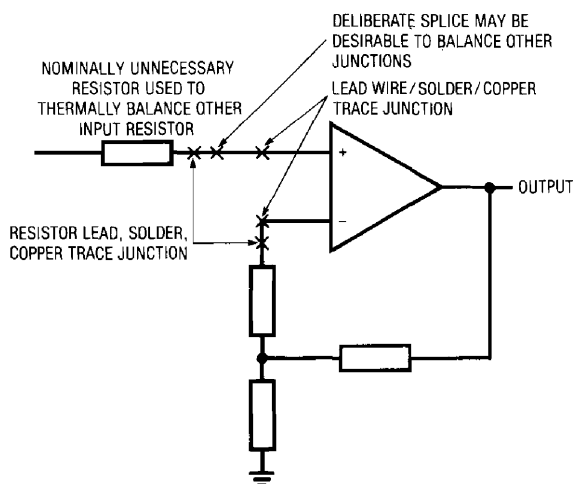 DELIBERATE SPLICE MAY BE
DESIRABLE TO BALANCE OTHER
JUNCTIONS
NOMINALLY UNNECESSARY
RESISTOR USED TO
THERMALLY BALANCE OTHER
INPUT RESISTOR
LEAD WIRE/SOLDER/COPPER
TRACE JUNCTION
+
−
OUTPUT
RESISTOR LEAD, SOLDER,
COPPER TRACE JUNCTION